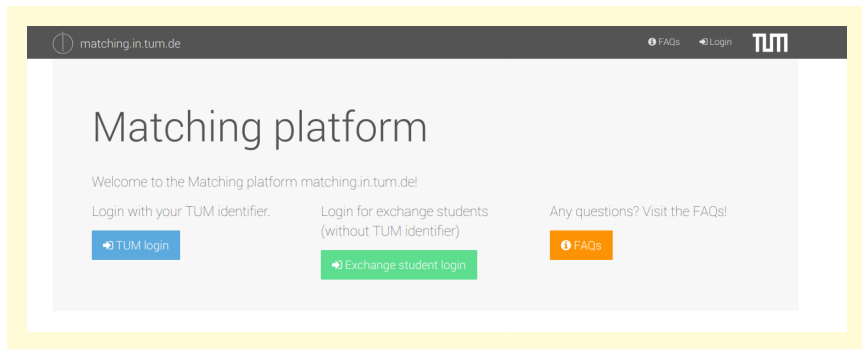 matching.in.tum.de FAQs Login TUM
Matching platform
Welcome to the Matching platform matching.in.tum.de!
Login with your TUM identifier.
TUM login
Login for exchange students
(without TUM identifier)
Exchange student login
Any questions? Visit the FAQs!
FAQs